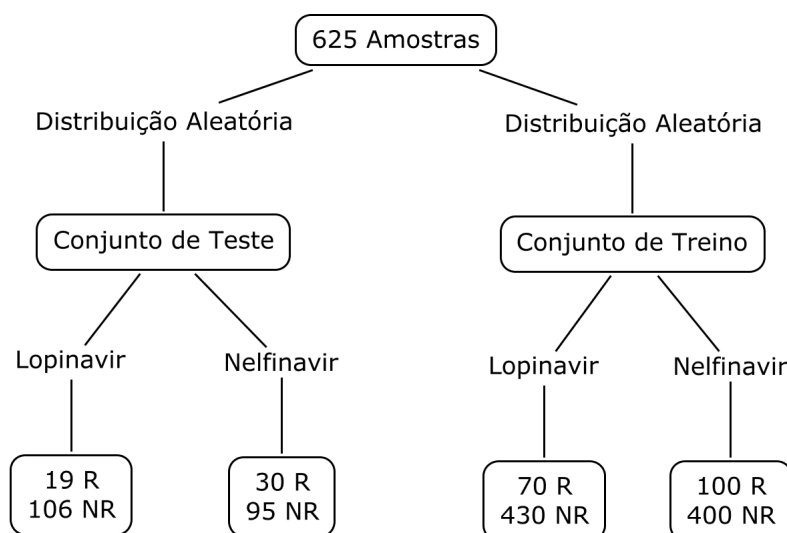 625 Amostras
Distribuição Aleatória
Distribuição Aleatória
Conjunto de Teste
Conjunto de Treino
Lopinavir
Nelfinavir
Lopinavir
Nelfinavir
19 R
106 NR
30 R
95 NR
70 R
430 NR
100 R
400 NR